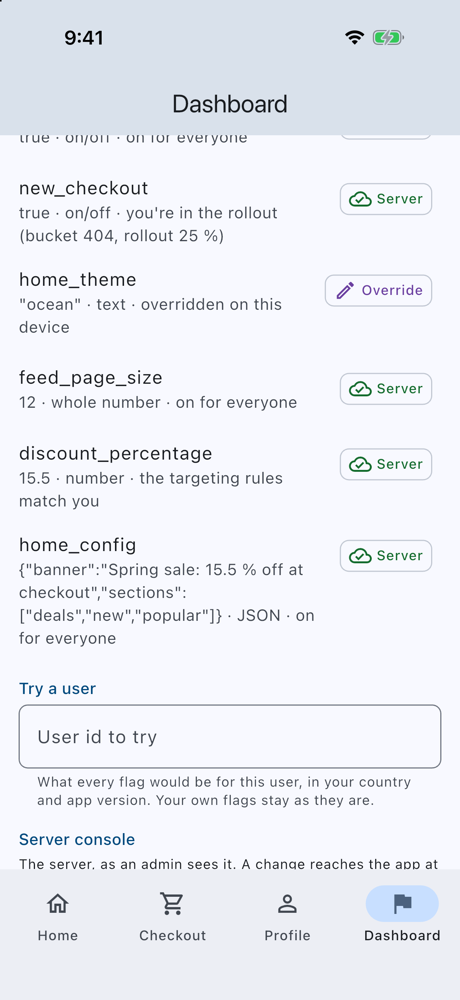 9:41
Dashboard
true · on/off · on for everyone
new_checkout
Server
true · on/off · you're in the rollout
(bucket 404, rollout 25 %)
home_theme
Override
"ocean" · text · overridden on this
device
feed_page_size
Server
12 · whole number · on for everyone
discount_percentage
Server
15.5 · number · the targeting rules
match you
home_config
Server
{"banner":"Spring sale: 15.5 % off at
checkout","sections":
["deals","new","popular"]} · JSON · on
for everyone
Try a user
User id to try
What every flag would be for this user, in your country
and app version. Your own flags stay as they are.
Server console
The server, as an admin sees it. A change reaches the app at
Home
Checkout
Profile
Dashboard